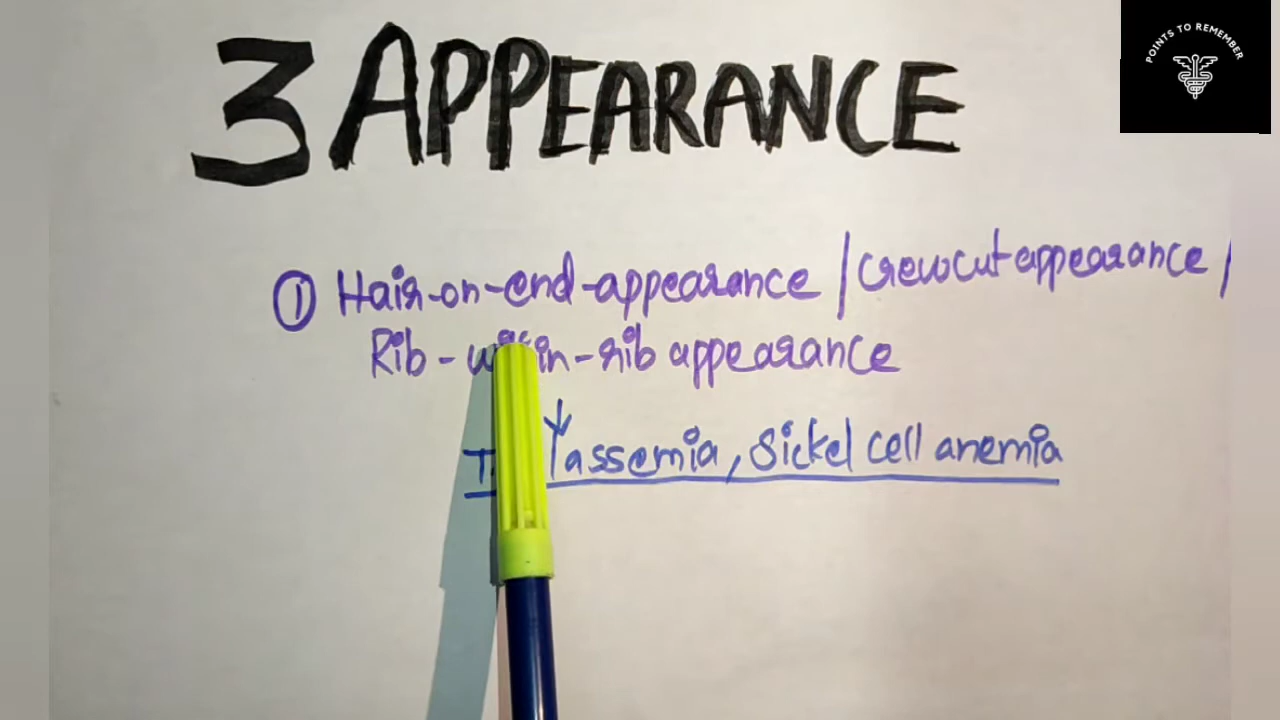 POINTS TO REMEMBER
3 APPEARANCE
① Hair-on-end-appearance / Crewcut appearance /
Rib - in - rib appearance
assemia, Sickel cell anemia